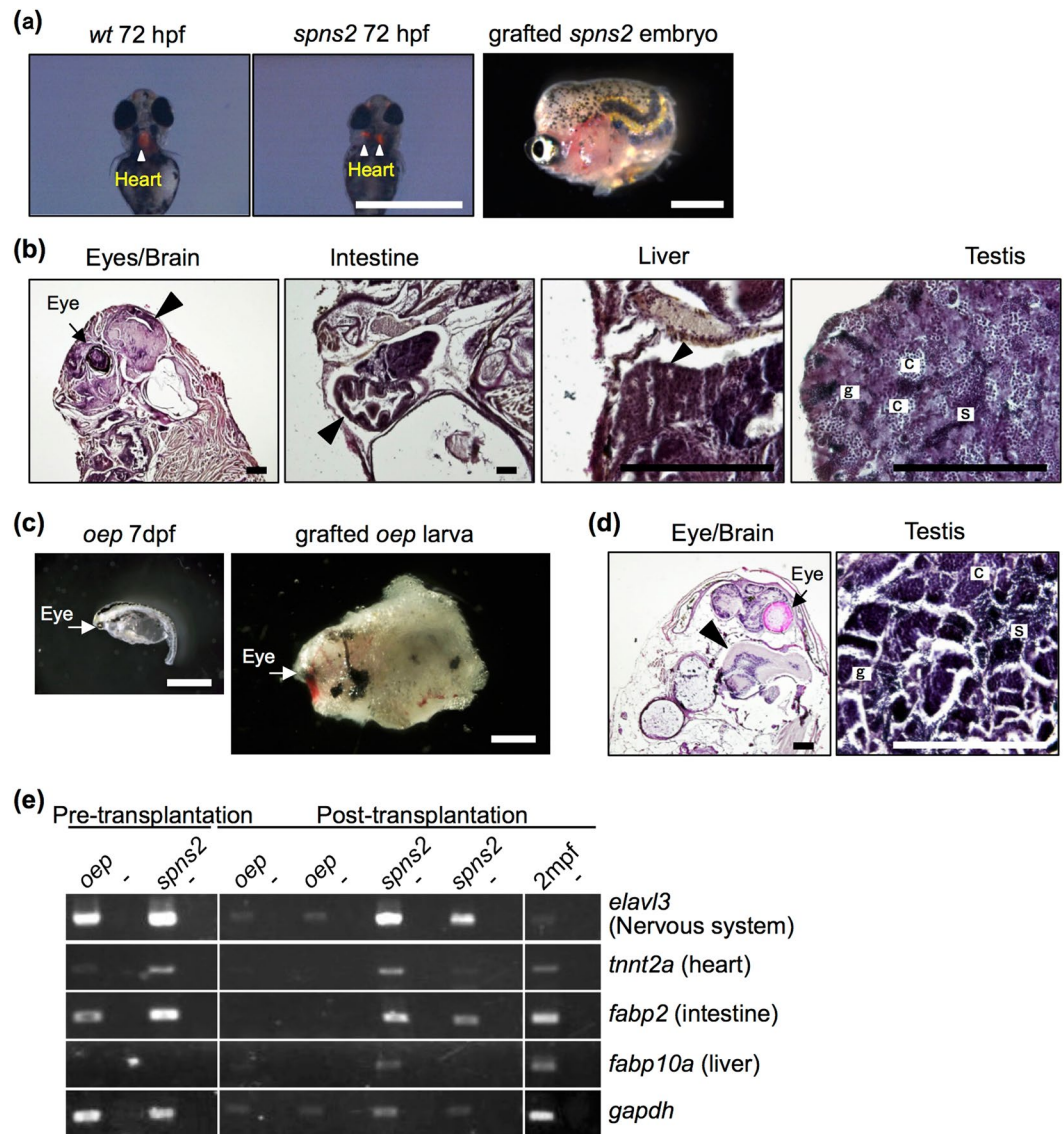 (a)
wt 72 hpf
spns2 72 hpf
grafted spns2 embryo
Heart
Heart
(b)
Eyes/Brain
Intestine
Liver
Testis
Eye
c
g
c
s
(c)
oep 7dpf
grafted oep larva
Eye
Eye
(d)
Eye/Brain
Testis
Eye
c
s
g
(e)
Pre-transplantation
Post-transplantation
oep - spns2 - oep - oep - spns2 - spns2 - 2mpf -
elavl3
(Nervous system)
tnnt2a (heart)
fabp2 (intestine)
fabp10a (liver)
gapdh